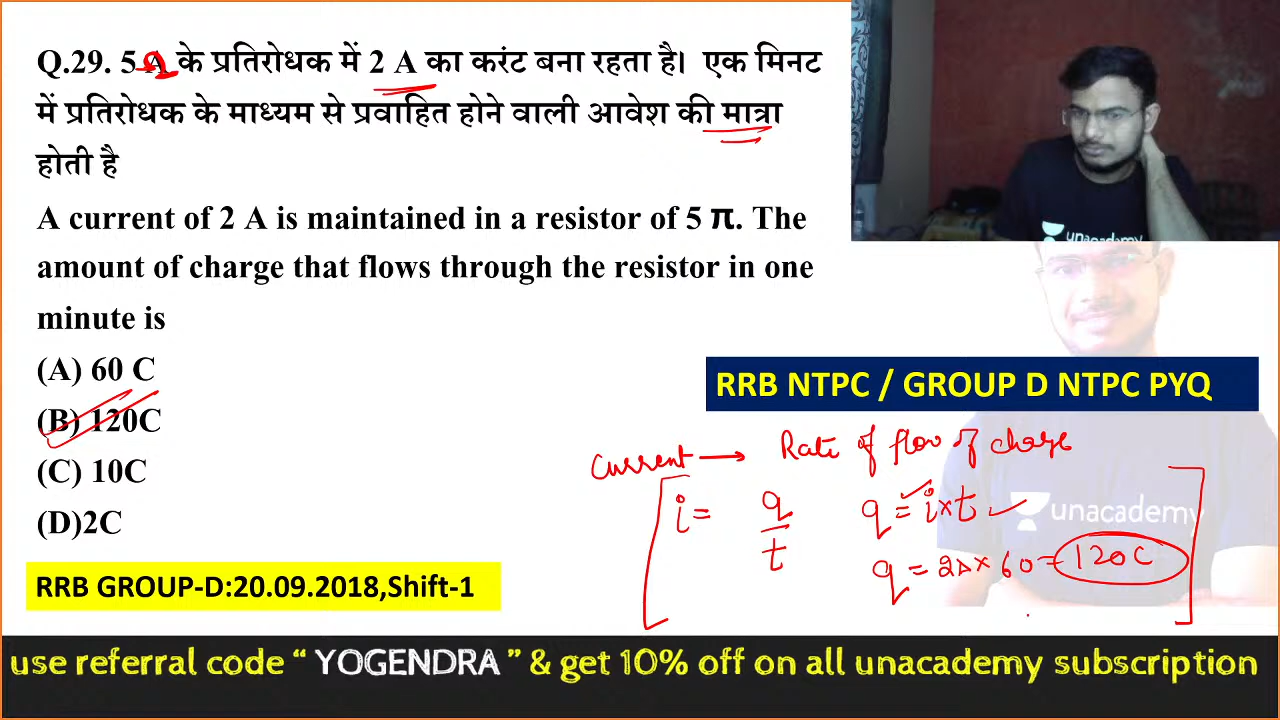 Q.29. 5 Ω के प्रतिरोधक में 2 A का करंट बना रहता है। एक मिनट
में प्रतिरोधक के माध्यम से प्रवाहित होने वाली आवेश की मात्रा
होती है
A current of 2 A is maintained in a resistor of 5 π. The
amount of charge that flows through the resistor in one
minute is
(A) 60 C
(B) 120C
(C) 10C
(D)2C
RRB GROUP-D:20.09.2018,Shift-1
unacademy
RRB NTPC / GROUP D NTPC PYQ
Current → Rate of flow of charge
i = q/t q = i×t
q = 2A×60 = 120C
unacademy
use referral code “ YOGENDRA ” & get 10% off on all unacademy subscription